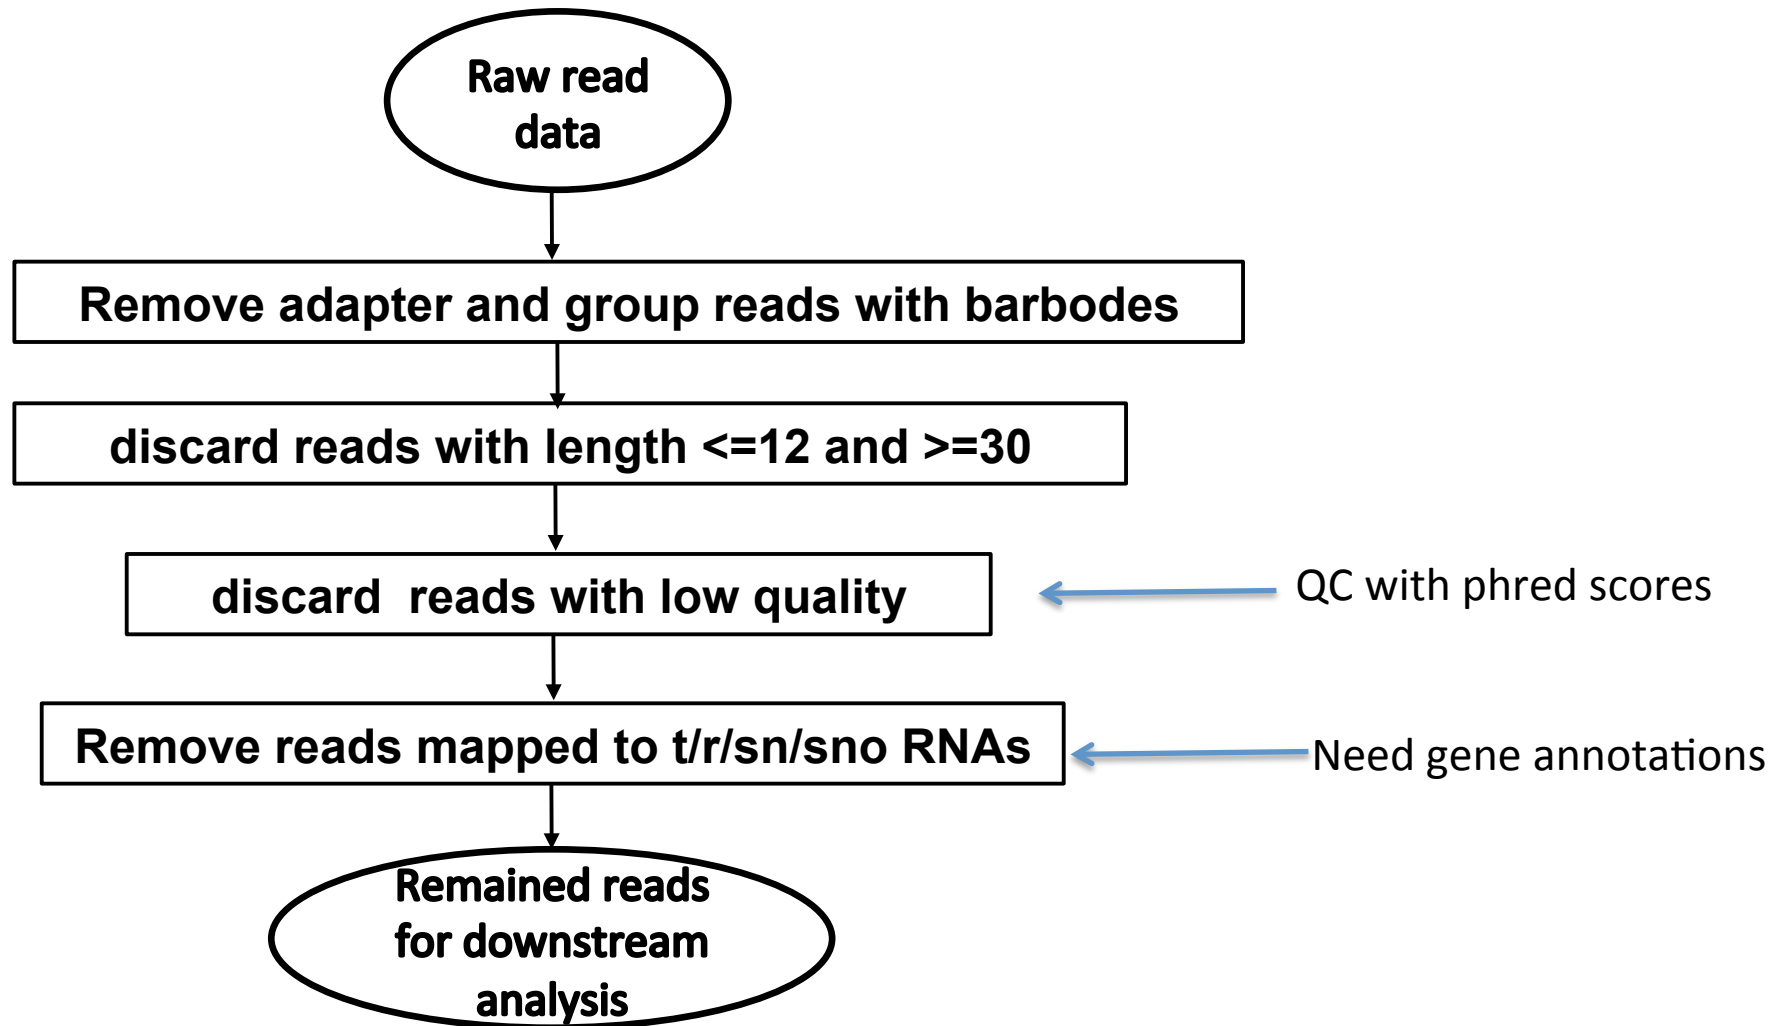 Raw read
data
Remove adapter and group reads with barbodes
discard reads with length <=12 and >=30
discard  reads with low quality
QC with phred scores
Remove reads mapped to t/r/sn/sno RNAs
Need gene annotations
Remained reads
for downstream
analysis